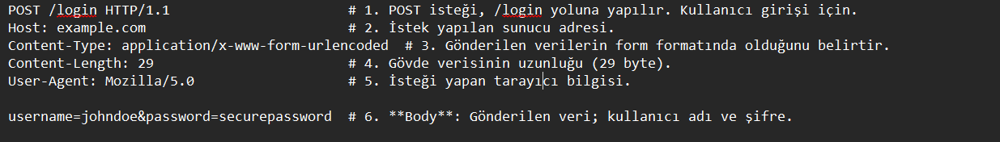 POST /login HTTP/1.1 # 1. POST isteği, /login yoluna yapılır. Kullanıcı girişi için.
Host: example.com # 2. İstek yapılan sunucu adresi.
Content-Type: application/x-www-form-urlencoded # 3. Gönderilen verilerin form formatında olduğunu belirtir.
Content-Length: 29 # 4. Gövde verisinin uzunluğu (29 byte).
User-Agent: Mozilla/5.0 # 5. İsteği yapan tarayıcı bilgisi.
username=johndoe&password=securepassword # 6. **Body**: Gönderilen veri; kullanıcı adı ve şifre.